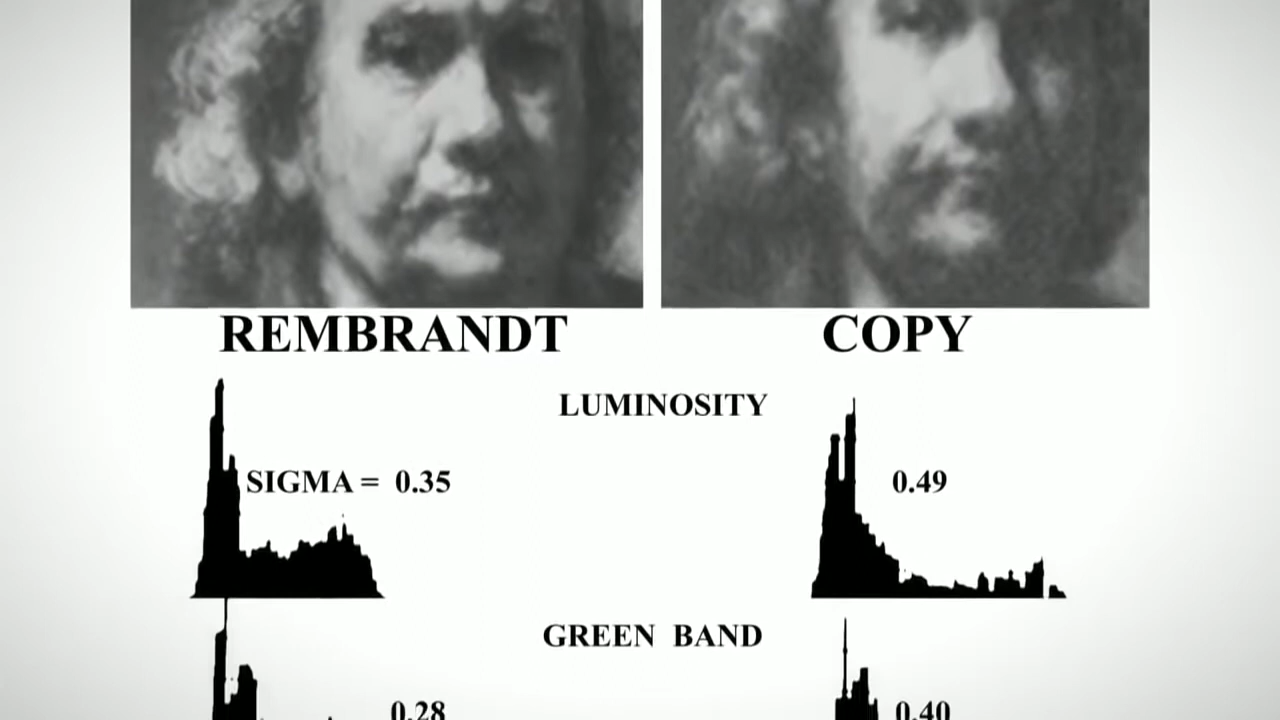 REMBRANDT COPY
LUMINOSITY
SIGMA = 0.35 0.49
GREEN BAND
0.28 0.40